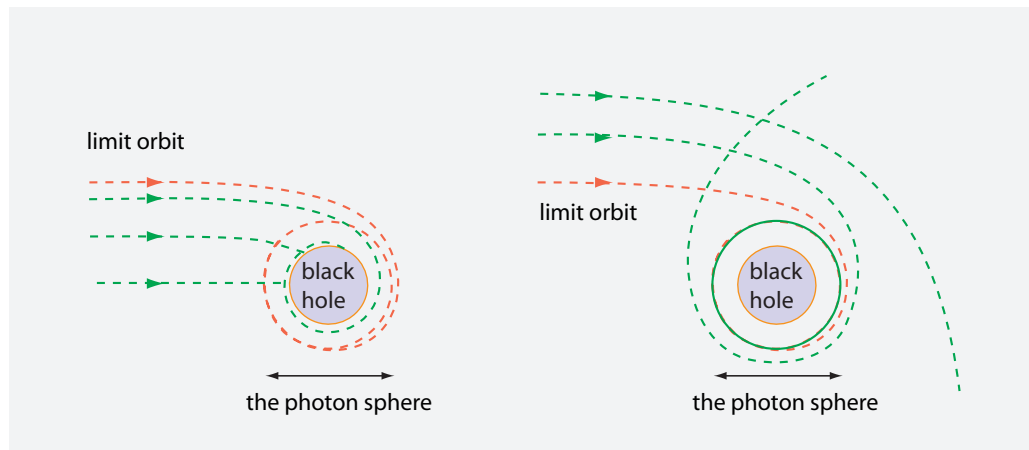 limit orbit
black
hole
the photon sphere
limit orbit
black
hole
the photon sphere